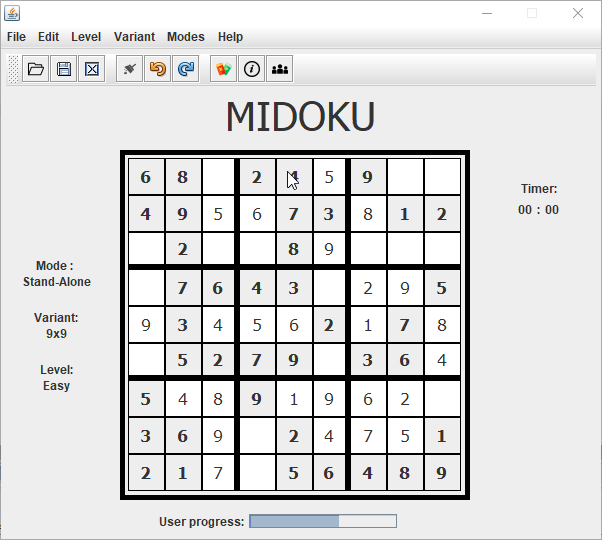 File Edit Level Variant Modes Help
MIDOKU
6 8 2 4 5 9
4 9 5 6 7 3 8 1 2
2 8 9
7 6 4 3 2 9 5
9 3 4 5 6 2 1 7 8
5 2 7 9 3 6 4
5 4 8 9 1 9 6 2
3 6 9 2 4 7 5 1
2 1 7 5 6 4 8 9
Timer:
00 : 00
Mode :
Stand-Alone
Variant:
9x9
Level:
Easy
User progress: